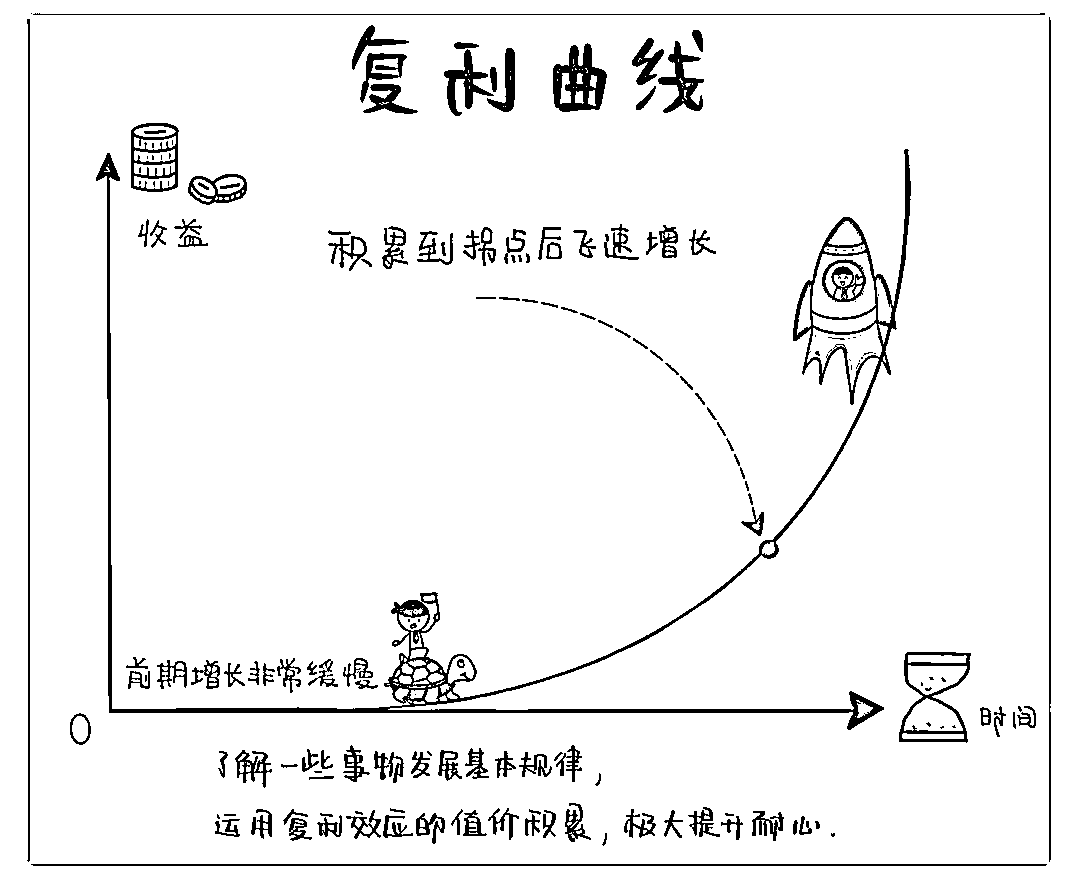 复利曲线
收益
积累到拐点后飞速增长
前期增长非常缓慢
O
时间
了解一些事物发展基本规律,
运用复利效应的值价积累,极大提升耐心.